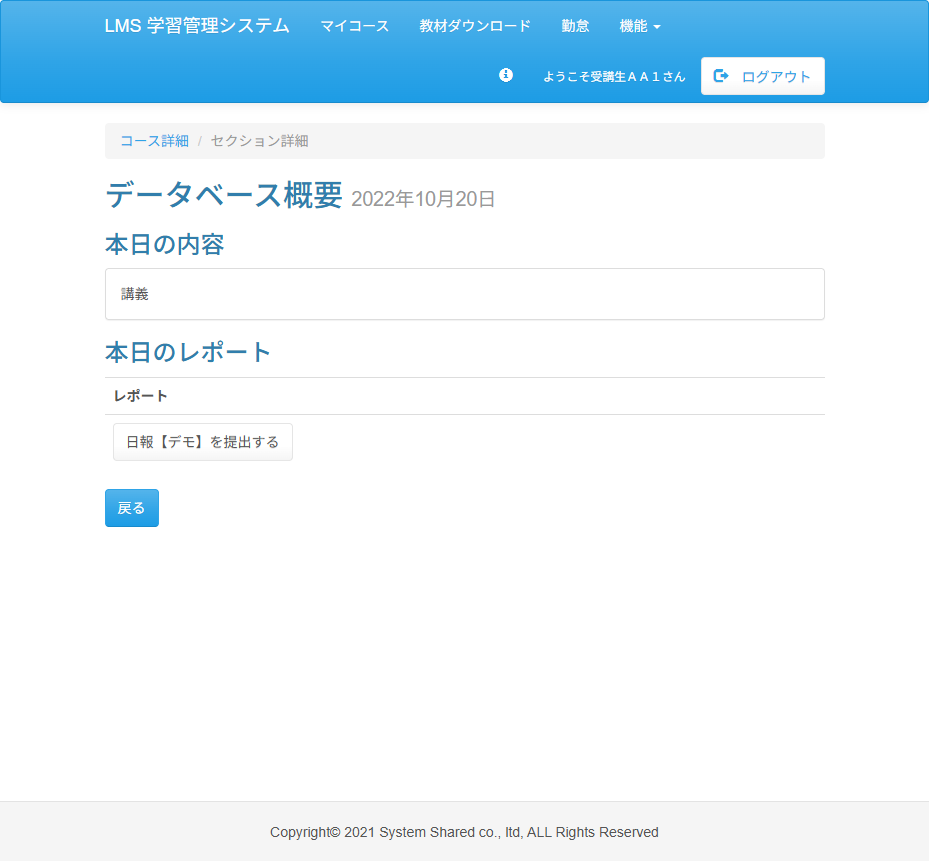 LMS 学習管理システム マイコース 教材ダウンロード 勤怠 機能
ようこそ受講生ＡＡ１さん ログアウト
コース詳細 / セクション詳細
データベース概要 2022年10月20日
本日の内容
講義
本日のレポート
レポート
日報【デモ】を提出する
戻る
Copyright© 2021 System Shared co., ltd, ALL Rights Reserved